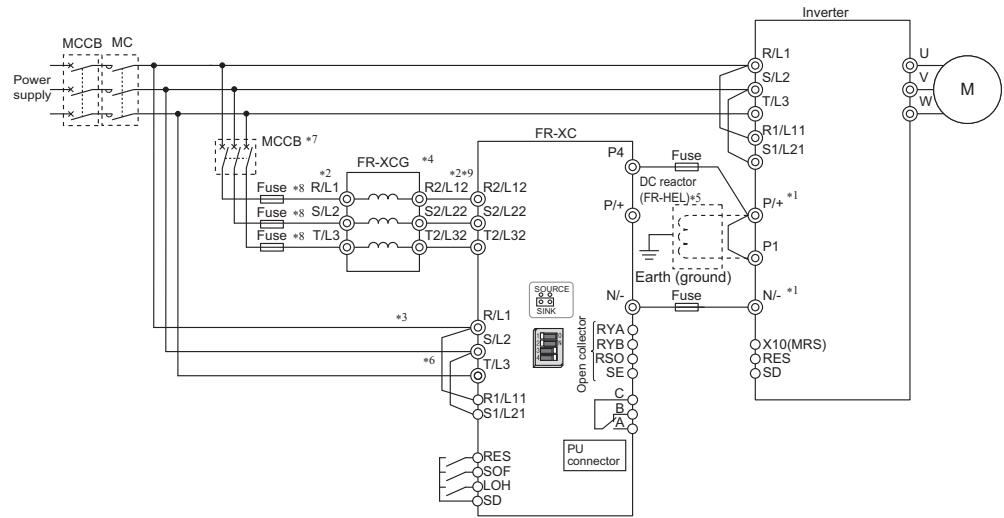 Inverter
MCCB MC
Power
supply
R/L1
S/L2
T/L3
R1/L11
S1/L21
U
V
W
M
MCCB *7
FR-XCG *4
FR-XC
*2
*2*9
Fuse *8 R/L1
Fuse *8 S/L2
Fuse *8 T/L3
R2/L12
S2/L22
T2/L32
R2/L12
S2/L22
T2/L32
P4
P/+
Fuse
DC reactor
(FR-HEL)*5
Earth (ground)
P/+ *1
P1
N/-
Fuse
N/- *1
SOURCE
SINK
*3
*6
R/L1
S/L2
T/L3
R1/L11
S1/L21
Open collector
RYA
RYB
RSO
SE
C
B
A
X10(MRS)
RES
SD
PU
connector
RES
SOF
LOH
SD